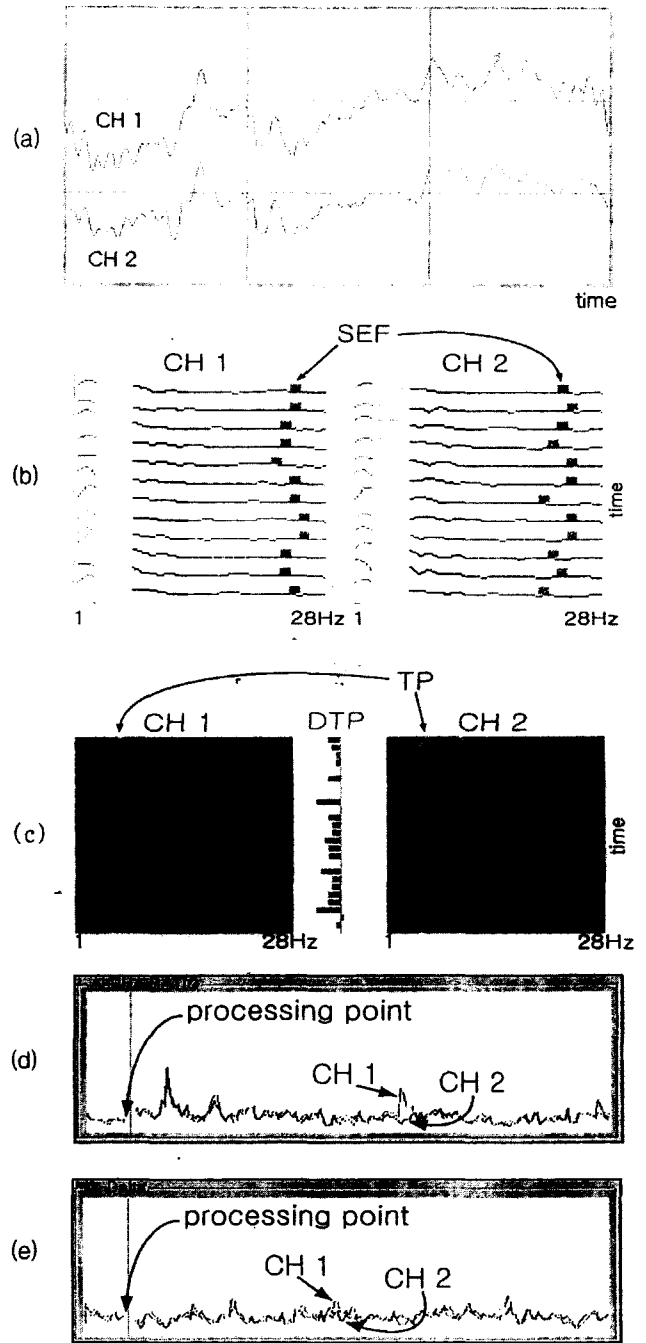 (a)
CH 1
CH 2
time
SEF
CH 1
CH 2
(b)
time
1
28Hz
1
28Hz
TP
CH 1
DTP
CH 2
(c)
time
1
28Hz
1
28Hz
processing point
(d)
CH 1
CH 2
processing point
(e)
CH 1
CH 2